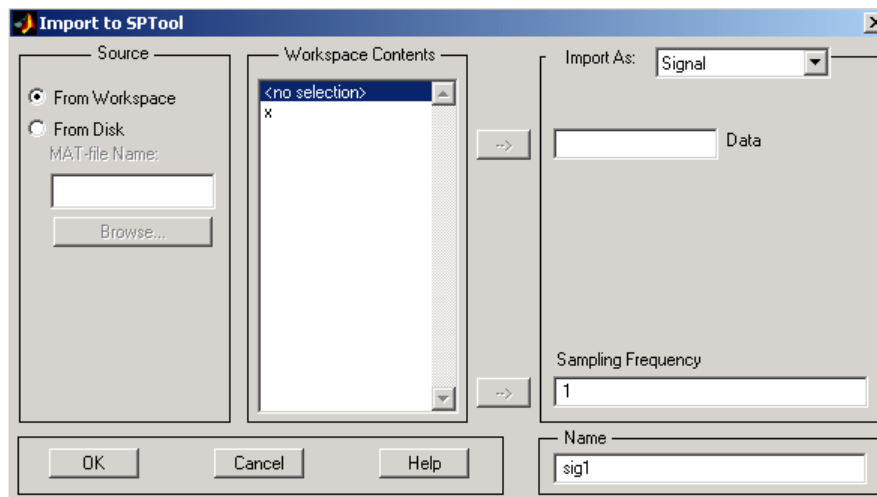 Import to SPTool
Source
From Workspace
From Disk
MAT-file Name:
Browse...
Workspace Contents
<no selection>
x
-->
-->
Import As:
Signal
Data
Sampling Frequency
1
OK
Cancel
Help
Name
sig1